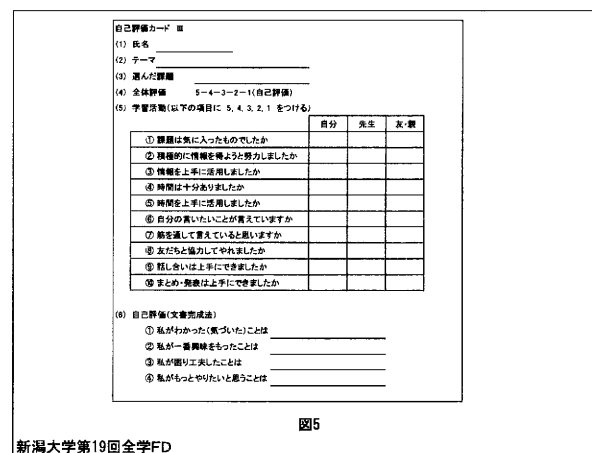 自己評価カード Ⅲ
(1) 氏名
(2) テーマ
(3) 選んだ課題
(4) 全体評価 5-4-3-2-1(自己評価)
(5) 学習活動(以下の項目に 5, 4, 3, 2, 1 をつける)
自分 先生 友・親
① 課題は気に入ったものでしたか
② 積極的に情報を得ようと努力しましたか
③ 情報を上手に活用しましたか
④ 時間は十分ありましたか
⑤ 時間を上手に活用しましたか
⑥ 自分の言いたいことが言えていますか
⑦ 筋を通して言えていると思いますか
⑧ 友だちと協力してやれましたか
⑨ 話し合いは上手にできましたか
⑩ まとめ・発表は上手にできましたか
(6) 自己評価(文書完成法)
① 私がわかった(気づいた)ことは
② 私が一番興味をもったことは
③ 私が困り工夫したことは
④ 私がもっとやりたいと思うことは
図5
新潟大学第19回全学FD